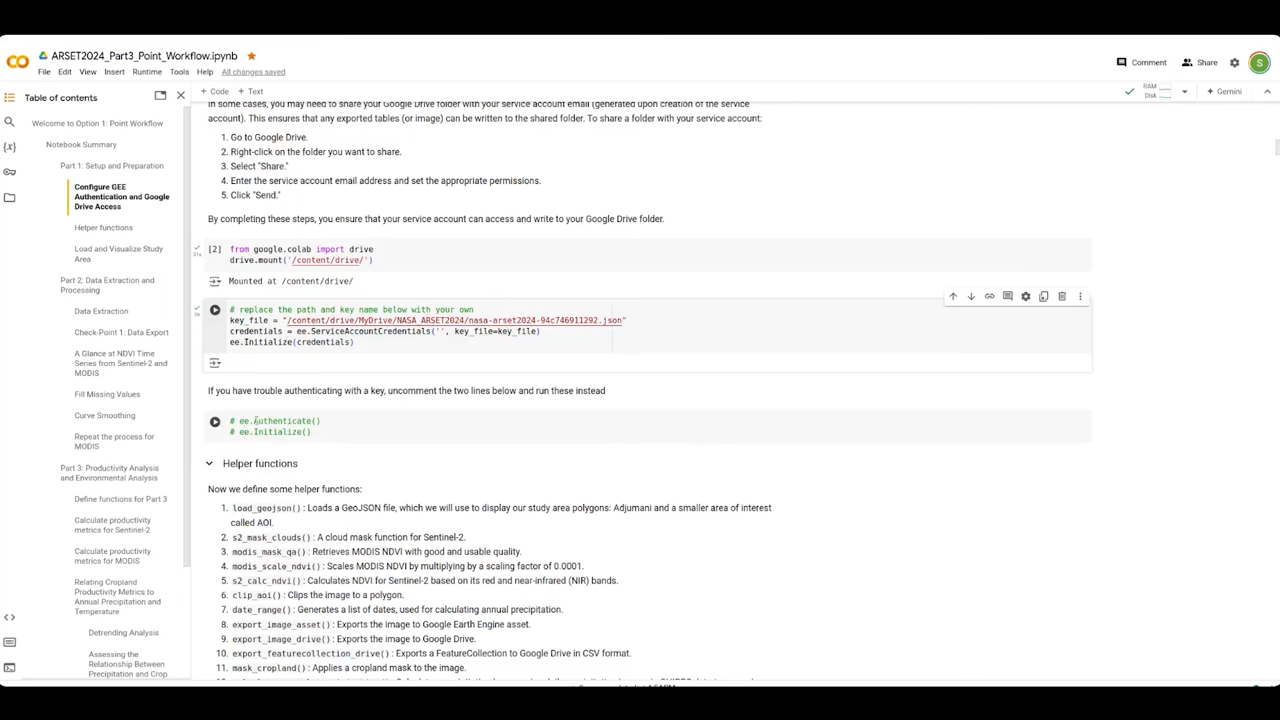 ARSET2024_Part3_Point_Workflow.ipynb
File Edit View Insert Runtime Tools Help All changes saved
Comment Share S
Table of contents
+ Code + Text
RAM
Disk
Gemini
Welcome to Option 1: Point Workflow
Notebook Summary
Part 1: Setup and Preparation
Configure GEE
Authentication and Google
Drive Access
Helper functions
Load and Visualize Study
Area
Part 2: Data Extraction and
Processing
Data Extraction
Check-Point 1: Data Export
A Glance at NDVI Time
Series from Sentinel-2 and
MODIS
Fill Missing Values
Curve Smoothing
Repeat the process for
MODIS
Part 3: Productivity Analysis
and Environmental Analysis
Define functions for Part 3
Calculate productivity
metrics for Sentinel-2
Calculate productivity
metrics for MODIS
Relating Cropland
Productivity Metrics to
Annual Precipitation and
Temperature
Detrending Analysis
Assessing the
Relationship Between
Precipitation and Crop
In some cases, you may need to share your Google Drive folder with your service account email (generated upon creation of the service
account). This ensures that any exported tables (or image) can be written to the shared folder. To share a folder with your service account:
1. Go to Google Drive.
2. Right-click on the folder you want to share.
3. Select "Share."
4. Enter the service account email address and set the appropriate permissions.
5. Click "Send."
By completing these steps, you ensure that your service account can access and write to your Google Drive folder.
[2] from google.colab import drive
drive.mount('/content/drive/')
Mounted at /content/drive/
# replace the path and key name below with your own
key_file = "/content/drive/MyDrive/NASA_ARSET2024/nasa-arset2024-94c746911292.json"
credentials = ee.ServiceAccountCredentials('', key_file=key_file)
ee.Initialize(credentials)
If you have trouble authenticating with a key, uncomment the two lines below and run these instead
# ee.Authenticate()
# ee.Initialize()
Helper functions
Now we define some helper functions:
1. load_geojson(): Loads a GeoJSON file, which we will use to display our study area polygons: Adjumani and a smaller area of interest
called AOI.
2. s2_mask_clouds(): A cloud mask function for Sentinel-2.
3. modis_mask_qa(): Retrieves MODIS NDVI with good and usable quality.
4. modis_scale_ndvi(): Scales MODIS NDVI by multiplying by a scaling factor of 0.0001.
5. s2_calc_ndvi(): Calculates NDVI for Sentinel-2 based on its red and near-infrared (NIR) bands.
6. clip_aoi(): Clips the image to a polygon.
7. date_range(): Generates a list of dates, used for calculating annual precipitation.
8. export_image_asset(): Exports the image to Google Earth Engine asset.
9. export_image_drive(): Exports the image to Google Drive.
10. export_featurecollection_drive(): Exports a FeatureCollection to Google Drive in CSV format.
11. mask_cropland(): Applies a cropland mask to the image.